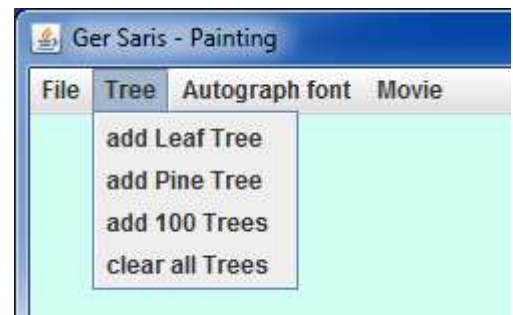 Ger Saris - Painting
File Tree Autograph font Movie
add Leaf Tree
add Pine Tree
add 100 Trees
clear all Trees